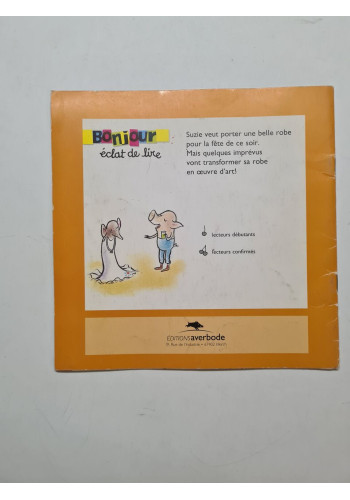 Bonjour
éclat de lire
Suzie veut porter une belle robe
pour la fête de ce soir.
Mais quelques imprévus
vont transformer sa robe
en œuvre d'art!
lecteurs débutants
lecteurs confirmés
ÉDITIONS averbode